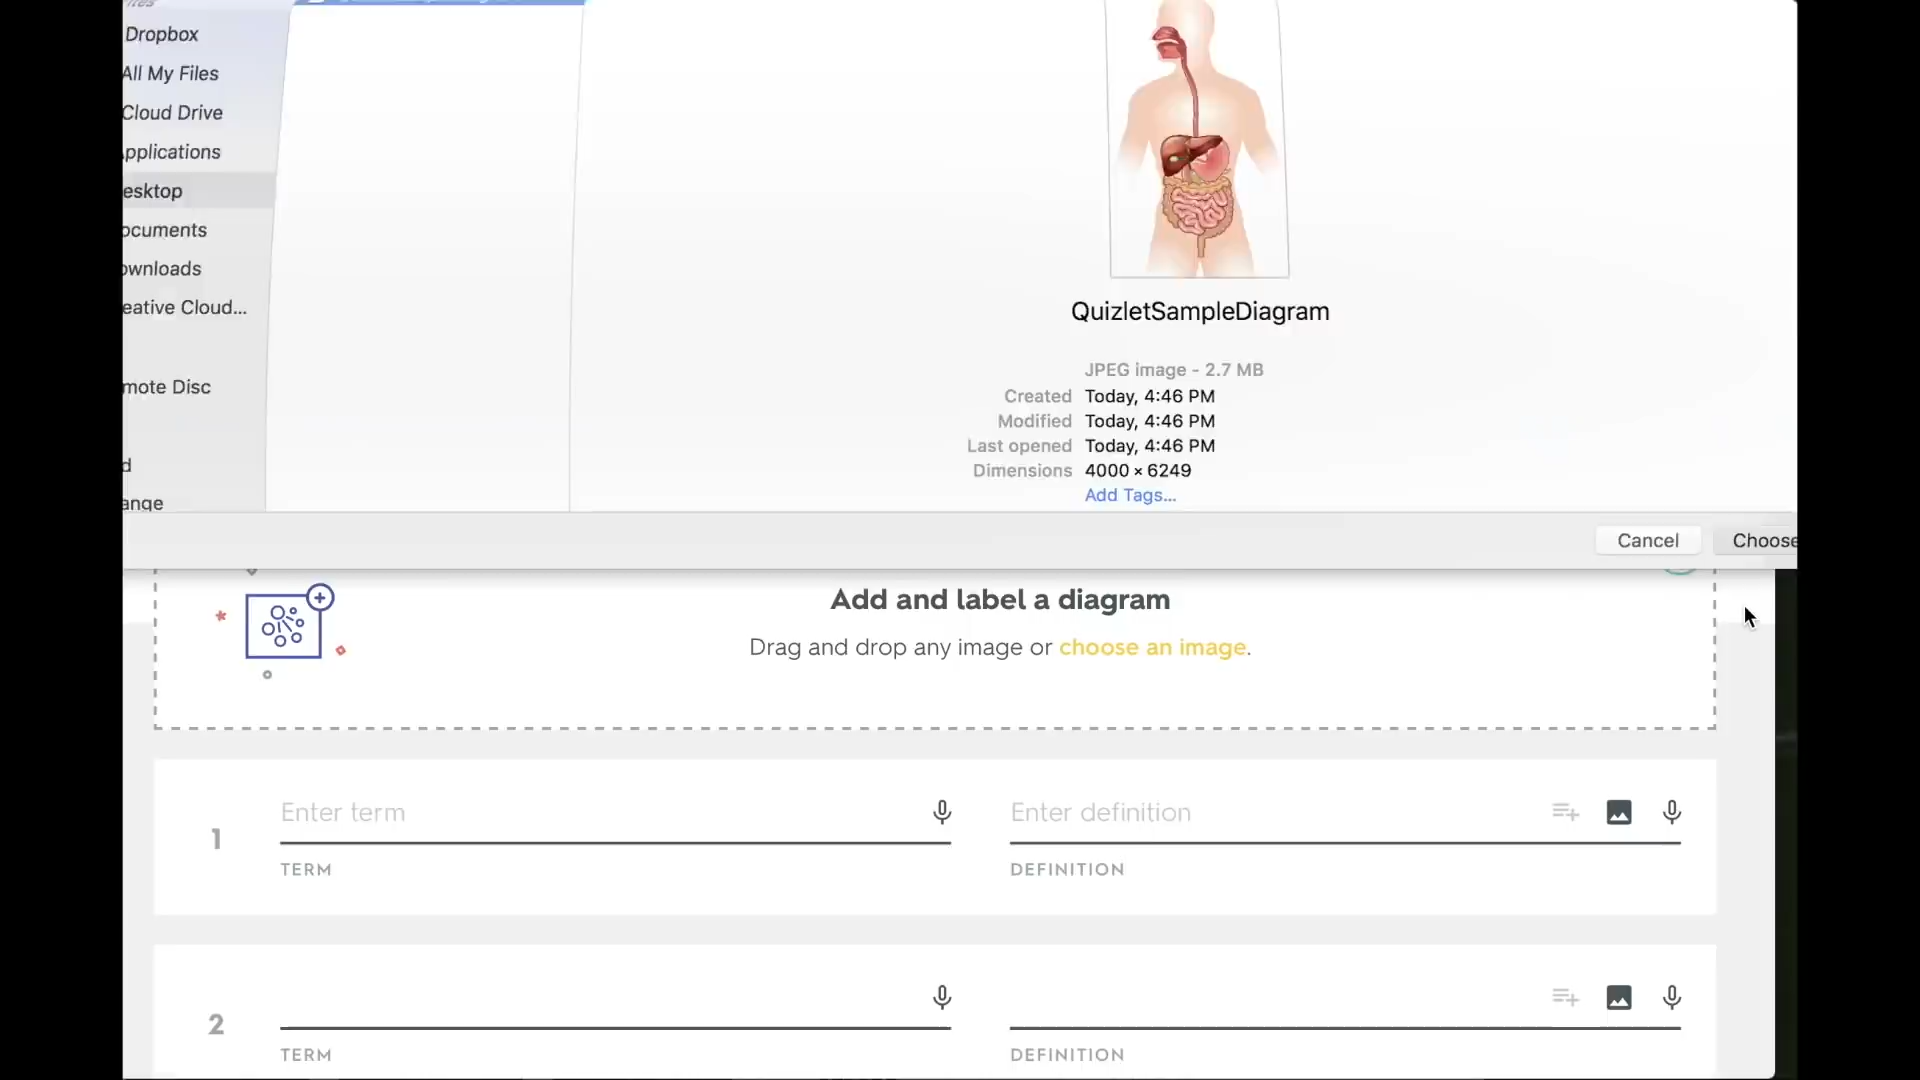 Dropbox
All My Files
Cloud Drive
pplications
esktop
ocuments
ownloads
eative Cloud...
mote Disc
d
ange
QuizletSampleDiagram
JPEG image - 2.7 MB
Created Today, 4:46 PM
Modified Today, 4:46 PM
Last opened Today, 4:46 PM
Dimensions 4000 × 6249
Add Tags...
Cancel Choose
Add and label a diagram
Drag and drop any image or choose an image.
1 Enter term Enter definition
TERM DEFINITION
2
TERM DEFINITION